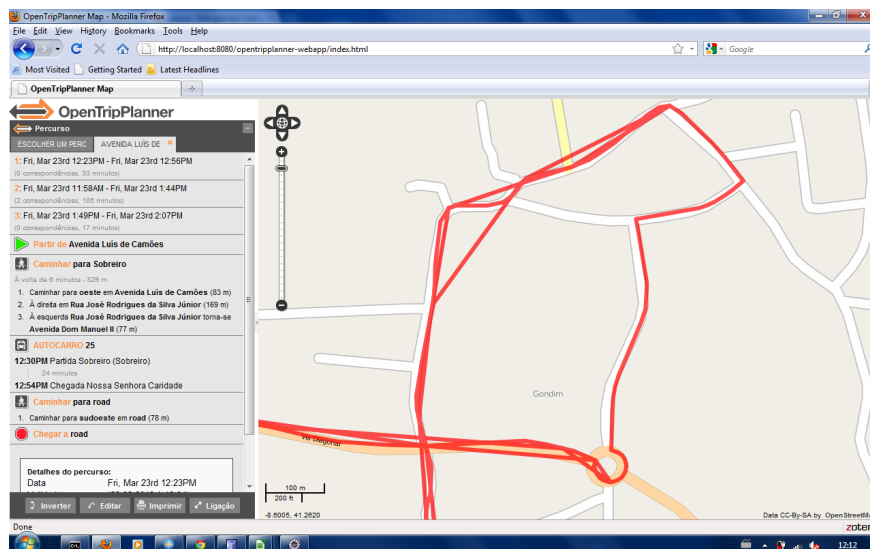 OpenTripPlanner Map - Mozilla Firefox
File Edit View History Bookmarks Tools Help
http://localhost:8080/opentripplanner-webapp/index.html
Google
Most Visited Getting Started Latest Headlines
OpenTripPlanner Map
OpenTripPlanner
Percurso
ESCOLHER UM PERC
AVENIDA LUÍS DE
1: Fri, Mar 23rd 12:23PM - Fri, Mar 23rd 12:56PM
(0 correspondências, 33 minutos)
2: Fri, Mar 23rd 11:58AM - Fri, Mar 23rd 1:44PM
(2 correspondências, 106 minutos)
3: Fri, Mar 23rd 1:49PM - Fri, Mar 23rd 2:07PM
(0 correspondências, 17 minutos)
Partir de Avenida Luís de Camões
Caminhar para Sobreiro
À volta de 6 minutos - 329 m
1. Caminhar para oeste em Avenida Luís de Camões (83 m)
2. À direta em Rua Josè Rodrigues da Silva Júnior (169 m)
3. À esquerda Rua Josè Rodrigues da Silva Júnior torna-se
Avenida Dom Manuel II (77 m)
AUTOCARRO 25
12:30PM Partida Sobreiro (Sobreiro)
24 minutos
12:54PM Chegada Nossa Senhora Caridade
Caminhar para road
1. Caminhar para sudoeste em road (78 m)
Chegar a road
Detalhes do percurso:
Data Fri, Mar 23rd 12:23PM
Inverter Editar Imprimir Ligação
Gondim
Via Diagonal
100 m
200 ft
-8.6005, 41.2620
Data CC-By-SA by OpenStreetMa
Done
zoter
12:12